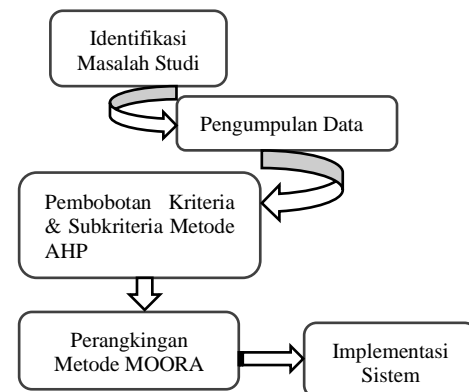 Identifikasi
Masalah Studi
Pengumpulan Data
Pembobotan Kriteria
& Subkriteria Metode
AHP
Perangkingan
Metode MOORA
Implementasi
Sistem